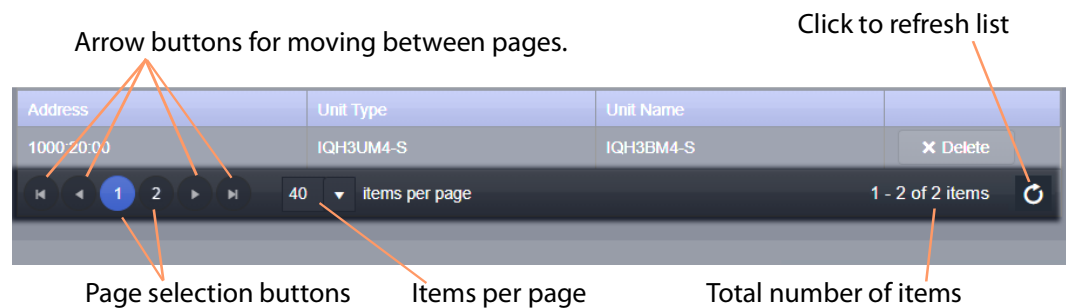 Click to refresh list
Arrow buttons for moving between pages.
Address Unit Type Unit Name
1000:20:00 IQH3UM4-S IQH3BM4-S × Delete
1 2 40 items per page 1 - 2 of 2 items
Page selection buttons Items per page Total number of items